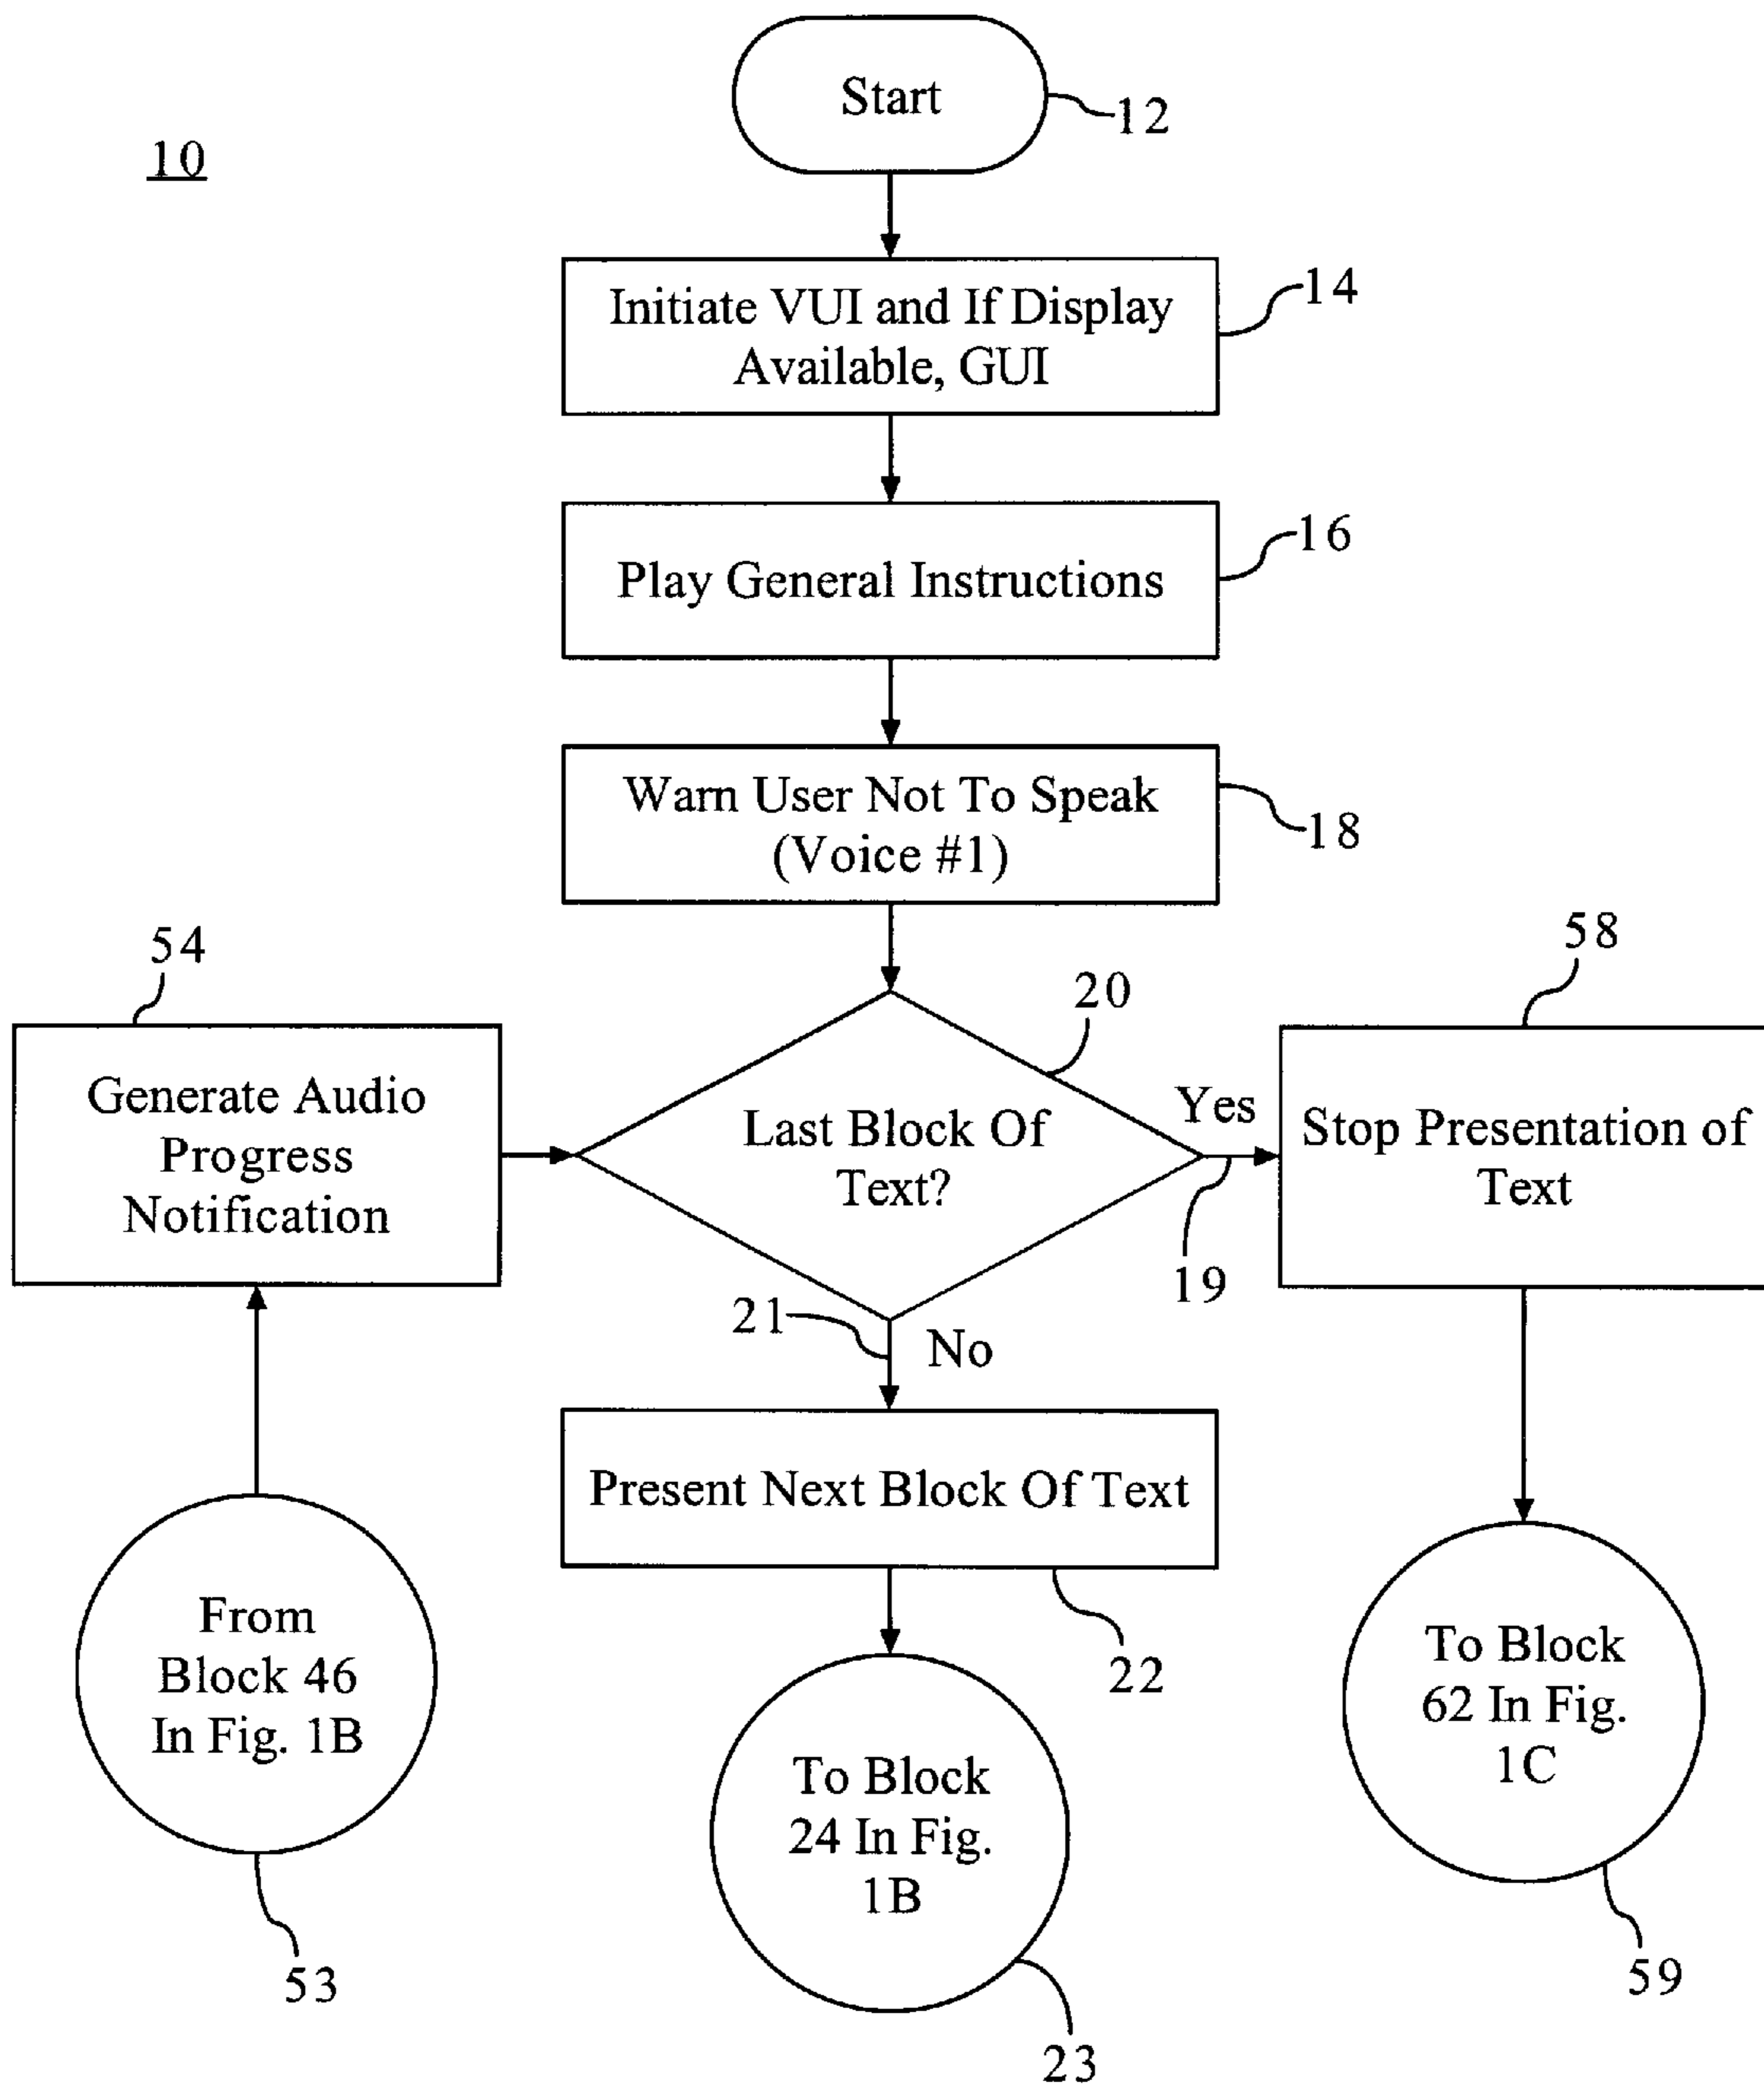 Start
12
10
Initiate VUI and If Display
Available, GUI
14
Play General Instructions
16
Warn User Not To Speak
(Voice #1)
18
54
Generate Audio
Progress
Notification
20
Last Block Of
Text?
Yes
19
58
Stop Presentation of
Text
21
No
Present Next Block Of Text
22
From
Block 46
In Fig. 1B
53
To Block
24 In Fig.
1B
23
To Block
62 In Fig.
1C
59